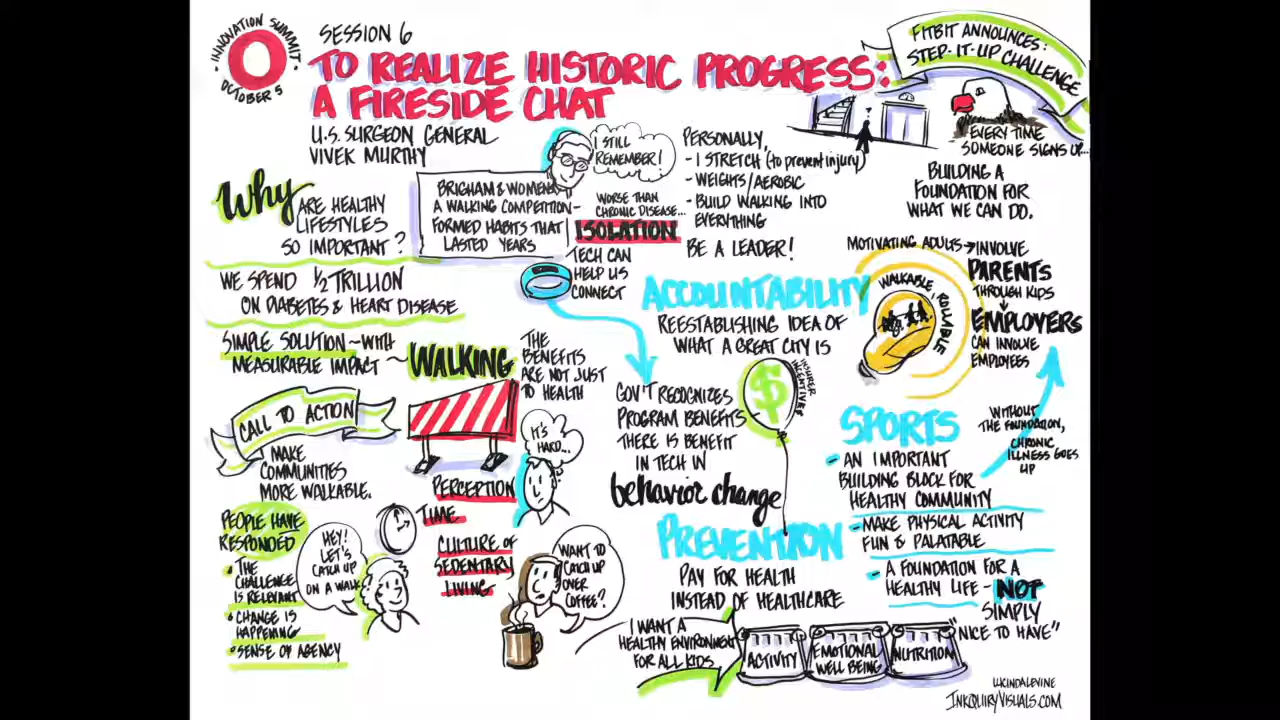 INNOVATION SUMMIT
OCTOBER 5
SESSION 6
TO REALIZE HISTORIC PROGRESS:
A FIRESIDE CHAT
U.S. SURGEON GENERAL
VIVEK MURTHY
FITBIT ANNOUNCES:
STEP-IT-UP CHALLENGE
EVERY TIME
SOMEONE SIGNS UP...
BUILDING A
FOUNDATION FOR
WHAT WE CAN DO.
Why ARE HEALTHY
LIFESTYLES
SO IMPORTANT?
WE SPEND 1/2 TRILLION
ON DIABETES & HEART DISEASE
SIMPLE SOLUTION ~ WITH
MEASURABLE IMPACT ~
WALKING
THE
BENEFITS
ARE NOT JUST
TO HEALTH
BRIGHAM & WOMENS
A WALKING COMPETITION-
FORMED HABITS THAT
LASTED YEARS
I STILL
REMEMBER!
WORSE THAN
CHRONIC DISEASE...
ISOLATION
TECH CAN
HELP US
CONNECT
PERSONALLY,
- I STRETCH (to prevent injury)
- WEIGHTS/AEROBIC
- BUILD WALKING INTO
EVERYTHING
BE A LEADER!
ACCOUNTABILITY
REESTABLISHING IDEA OF
WHAT A GREAT CITY IS
MOTIVATING ADULTS → INVOLVE
PARENTS
THROUGH KIDS
EMPLOYERS
CAN INVOLVE
EMPLOYEES
WALKABLE,
ROLLABLE
CALL TO ACTION
MAKE
COMMUNITIES
MORE WALKABLE.
PEOPLE HAVE
RESPONDED
• THE
CHALLENGE
IS RELEVANT
• CHANGE IS
HAPPENING
• SENSE OF AGENCY
HEY!
LET'S
CATCH UP
ON A WALK
PERCEPTION
TIME
CULTURE OF
SEDENTARY
LIVING
IT'S
HARD...
WANT TO
CATCH UP
OVER
COFFEE?
GOV'T RECOGNIZES
PROGRAM BENEFITS
THERE IS BENEFIT
IN TECH IN
behavior change
$
INSURER
INCENTIVES
PREVENTION
PAY FOR HEALTH
INSTEAD OF HEALTHCARE
I WANT A
HEALTHY ENVIRONMENT
FOR ALL KIDS
ACTIVITY
EMOTIONAL
WELL BEING
NUTRITION
SPORTS
- AN IMPORTANT
BUILDING BLOCK FOR
HEALTHY COMMUNITY
- MAKE PHYSICAL ACTIVITY
FUN & PALATABLE
- A FOUNDATION FOR A
HEALTHY LIFE - NOT
SIMPLY
"NICE TO HAVE"
WITHOUT
THE FOUNDATION,
CHRONIC
ILLNESS GOES
UP
LUCINDA LEVINE
INKQUIRYVISUALS.COM